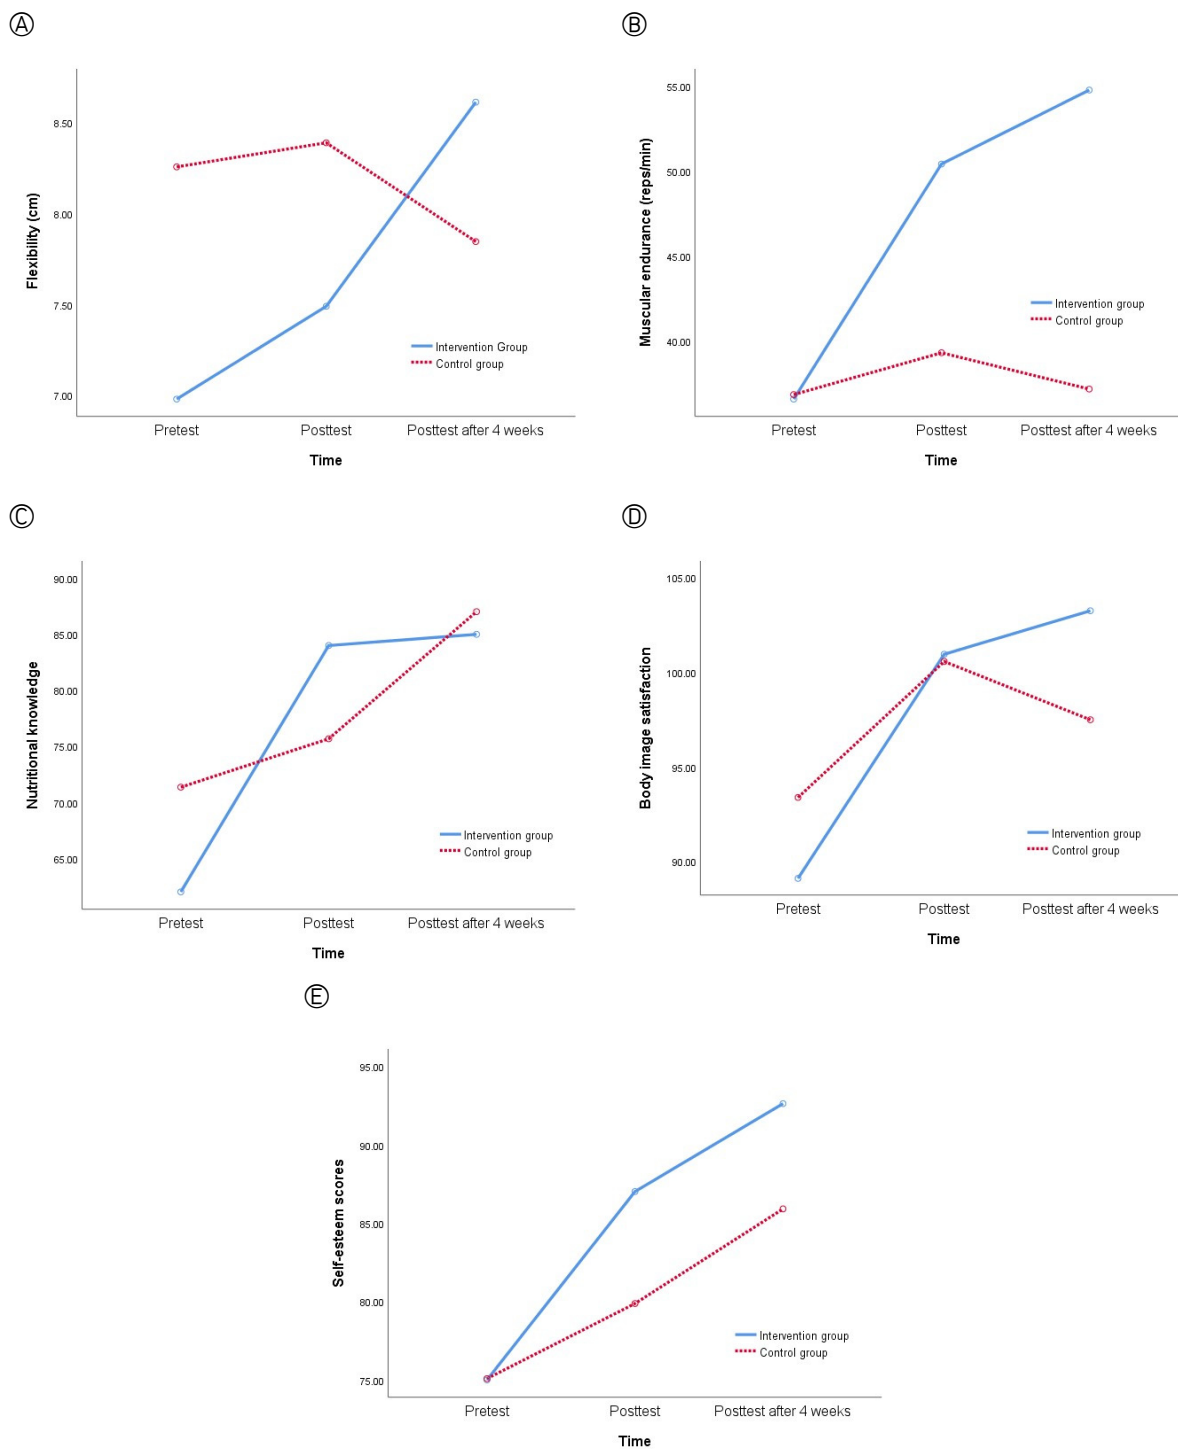 Ⓐ
Flexibility (cm)
8.50
8.00
7.50
7.00
Intervention Group
Control group
Pretest Posttest Posttest after 4 weeks
Time
Ⓑ
Muscular endurance (reps/min)
55.00
50.00
45.00
40.00
Intervention group
Control group
Pretest Posttest Posttest after 4 weeks
Time
Ⓒ
Nutritional knowledge
90.00
85.00
80.00
75.00
70.00
65.00
Intervention group
Control group
Pretest Posttest Posttest after 4 weeks
Time
Ⓓ
Body image satisfaction
105.00
100.00
95.00
90.00
Intervention group
Control group
Pretest Posttest Posttest after 4 weeks
Time
Ⓔ
Self-esteem scores
95.00
90.00
85.00
80.00
75.00
Intervention group
Control group
Pretest Posttest Posttest after 4 weeks
Time